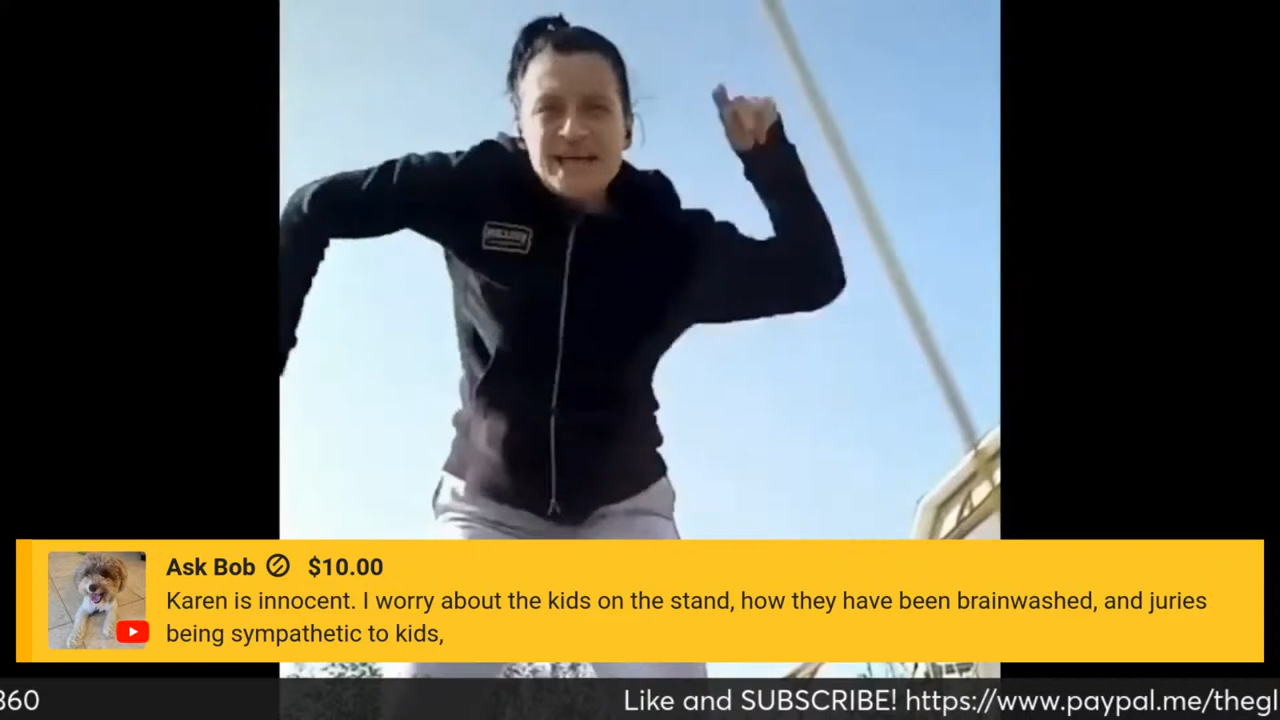 Ask Bob $10.00
Karen is innocent. I worry about the kids on the stand, how they have been brainwashed, and juries
being sympathetic to kids,
360 Like and SUBSCRIBE! https://www.paypal.me/thegl